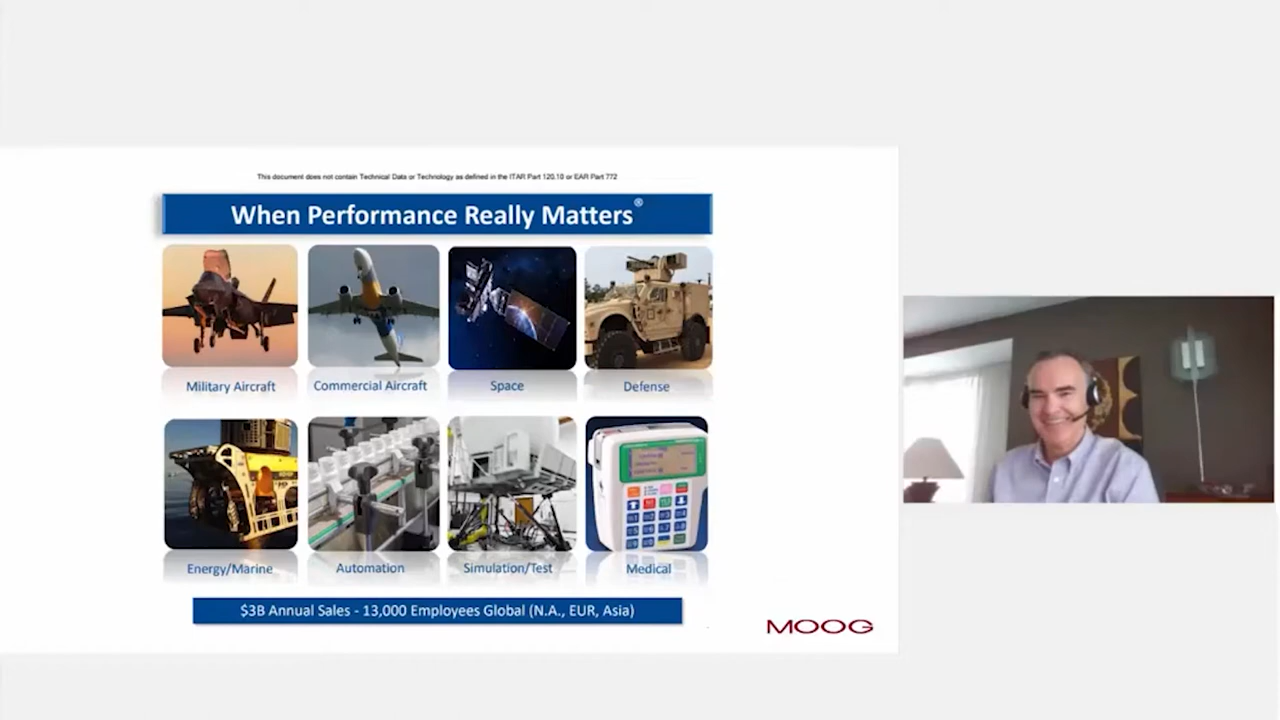 This document does not contain Technical Data or Technology as defined in the ITAR Part 120.10 or EAR Part 772
When Performance Really Matters®
Military Aircraft
Commercial Aircraft
Space
Defense
Energy/Marine
Automation
Simulation/Test
Medical
$3B Annual Sales - 13,000 Employees Global (N.A., EUR, Asia)
MOOG